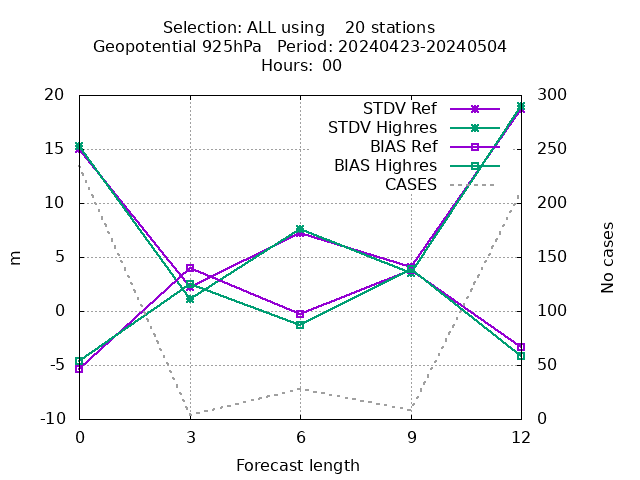 Selection: ALL using    20 stations
Geopotential 925hPa   Period: 20240423-20240504
Hours: 00
STDV Ref
STDV Highres
BIAS Ref
BIAS Highres
CASES
20
15
10
5
0
-5
-10
m
300
250
200
150
100
50
0
No cases
0 3 6 9 12
Forecast length